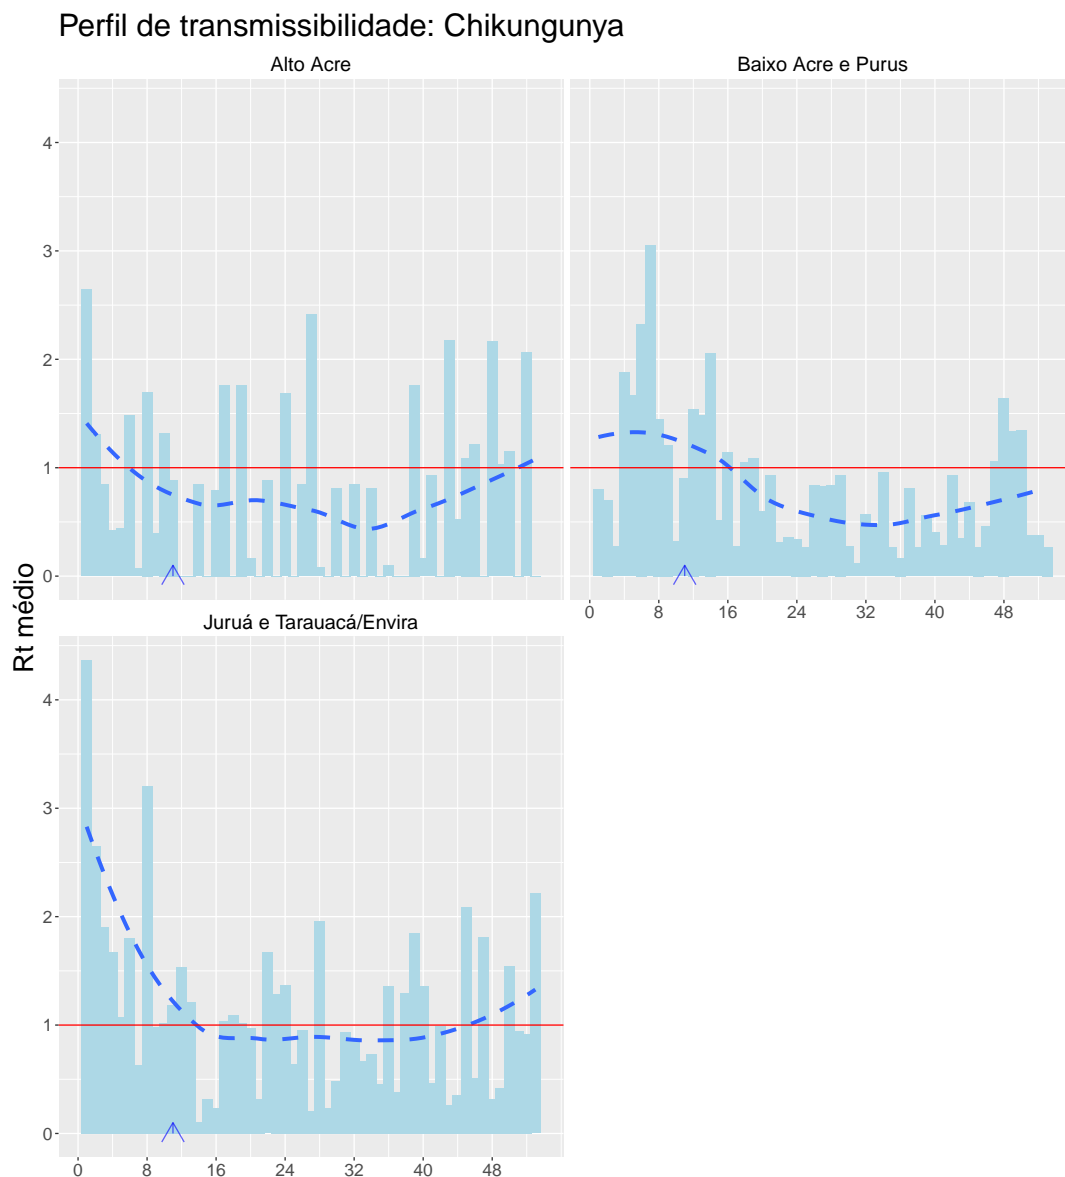 Perfil de transmissibilidade: Chikungunya
Alto Acre
Baixo Acre e Purus
4
3
2
1
0
0 8 16 24 32 40 48
Rt médio
Juruá e Tarauacá/Envira
4
3
2
1
0
0 8 16 24 32 40 48